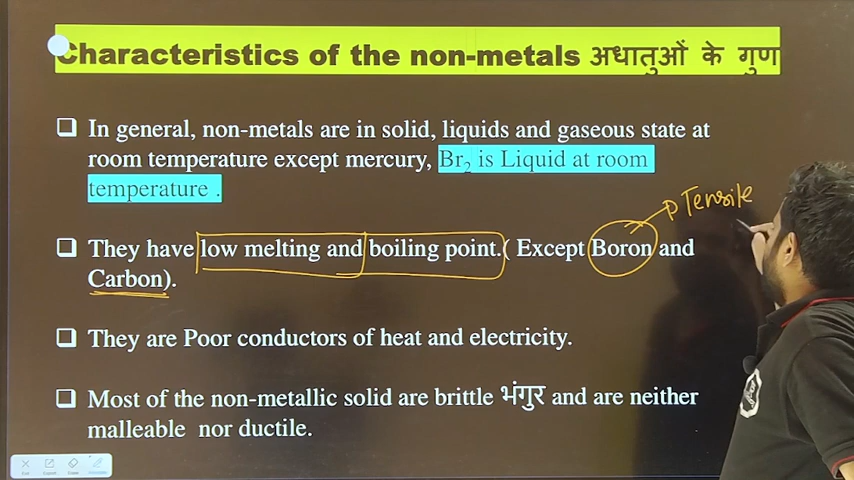 Characteristics of the non-metals अधातुओं के गुण
In general, non-metals are in solid, liquids and gaseous state at
room temperature except mercury, Br₂ is Liquid at room
temperature .
Tensile
They have low melting and boiling point.( Except Boron and
Carbon).
They are Poor conductors of heat and electricity.
Most of the non-metallic solid are brittle भंगुर and are neither
malleable nor ductile.